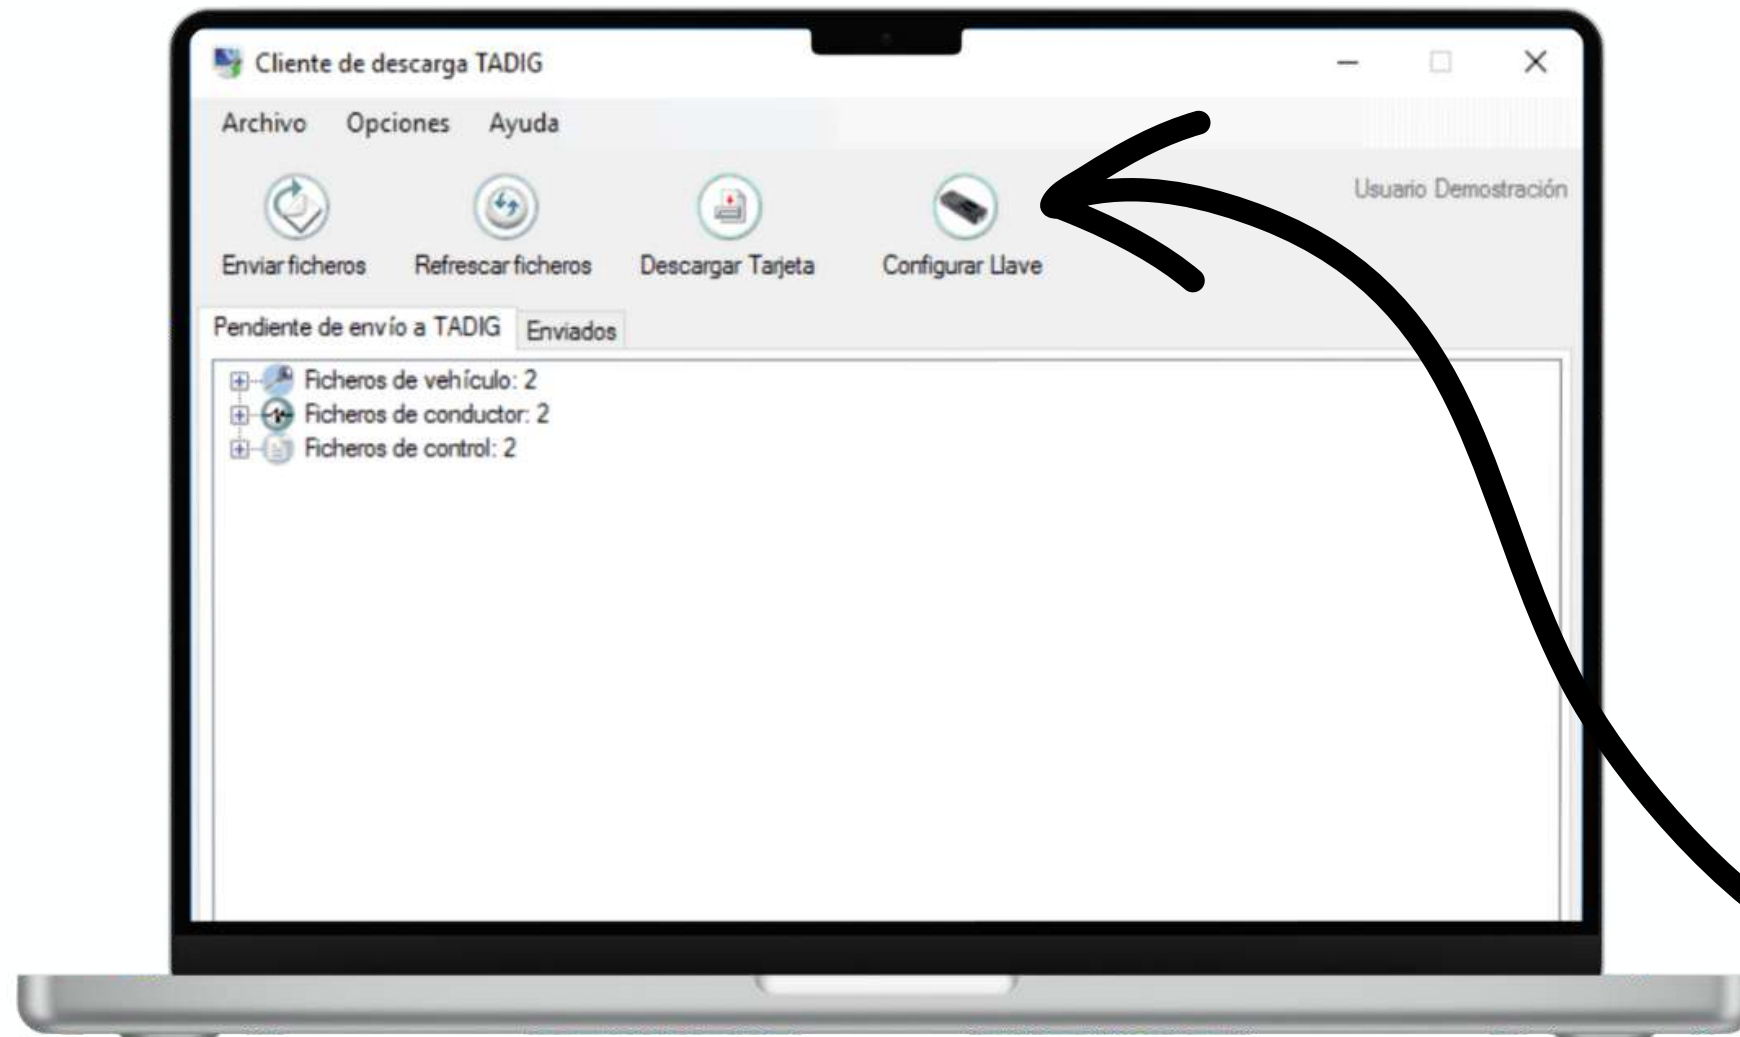 Cliente de descarga TADIG
Archivo Opciones Ayuda
Usuario Demostración
Enviar ficheros Refrescar ficheros Descargar Tarjeta Configurar Llave
Pendiente de envío a TADIG Enviados
Ficheros de vehículo: 2
Ficheros de conductor: 2
Ficheros de control: 2